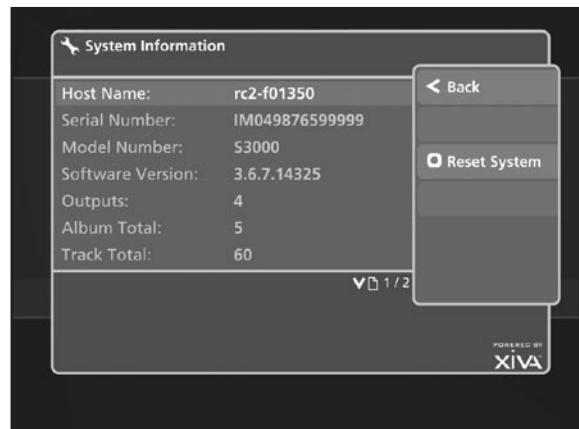 System Information
Host Name: rc2-f01350
Serial Number: IM049876599999
Model Number: S3000
Software Version: 3.6.7.14325
Outputs: 4
Album Total: 5
Track Total: 60
1 / 2
< Back
Reset System
POWERED BY
XiVA